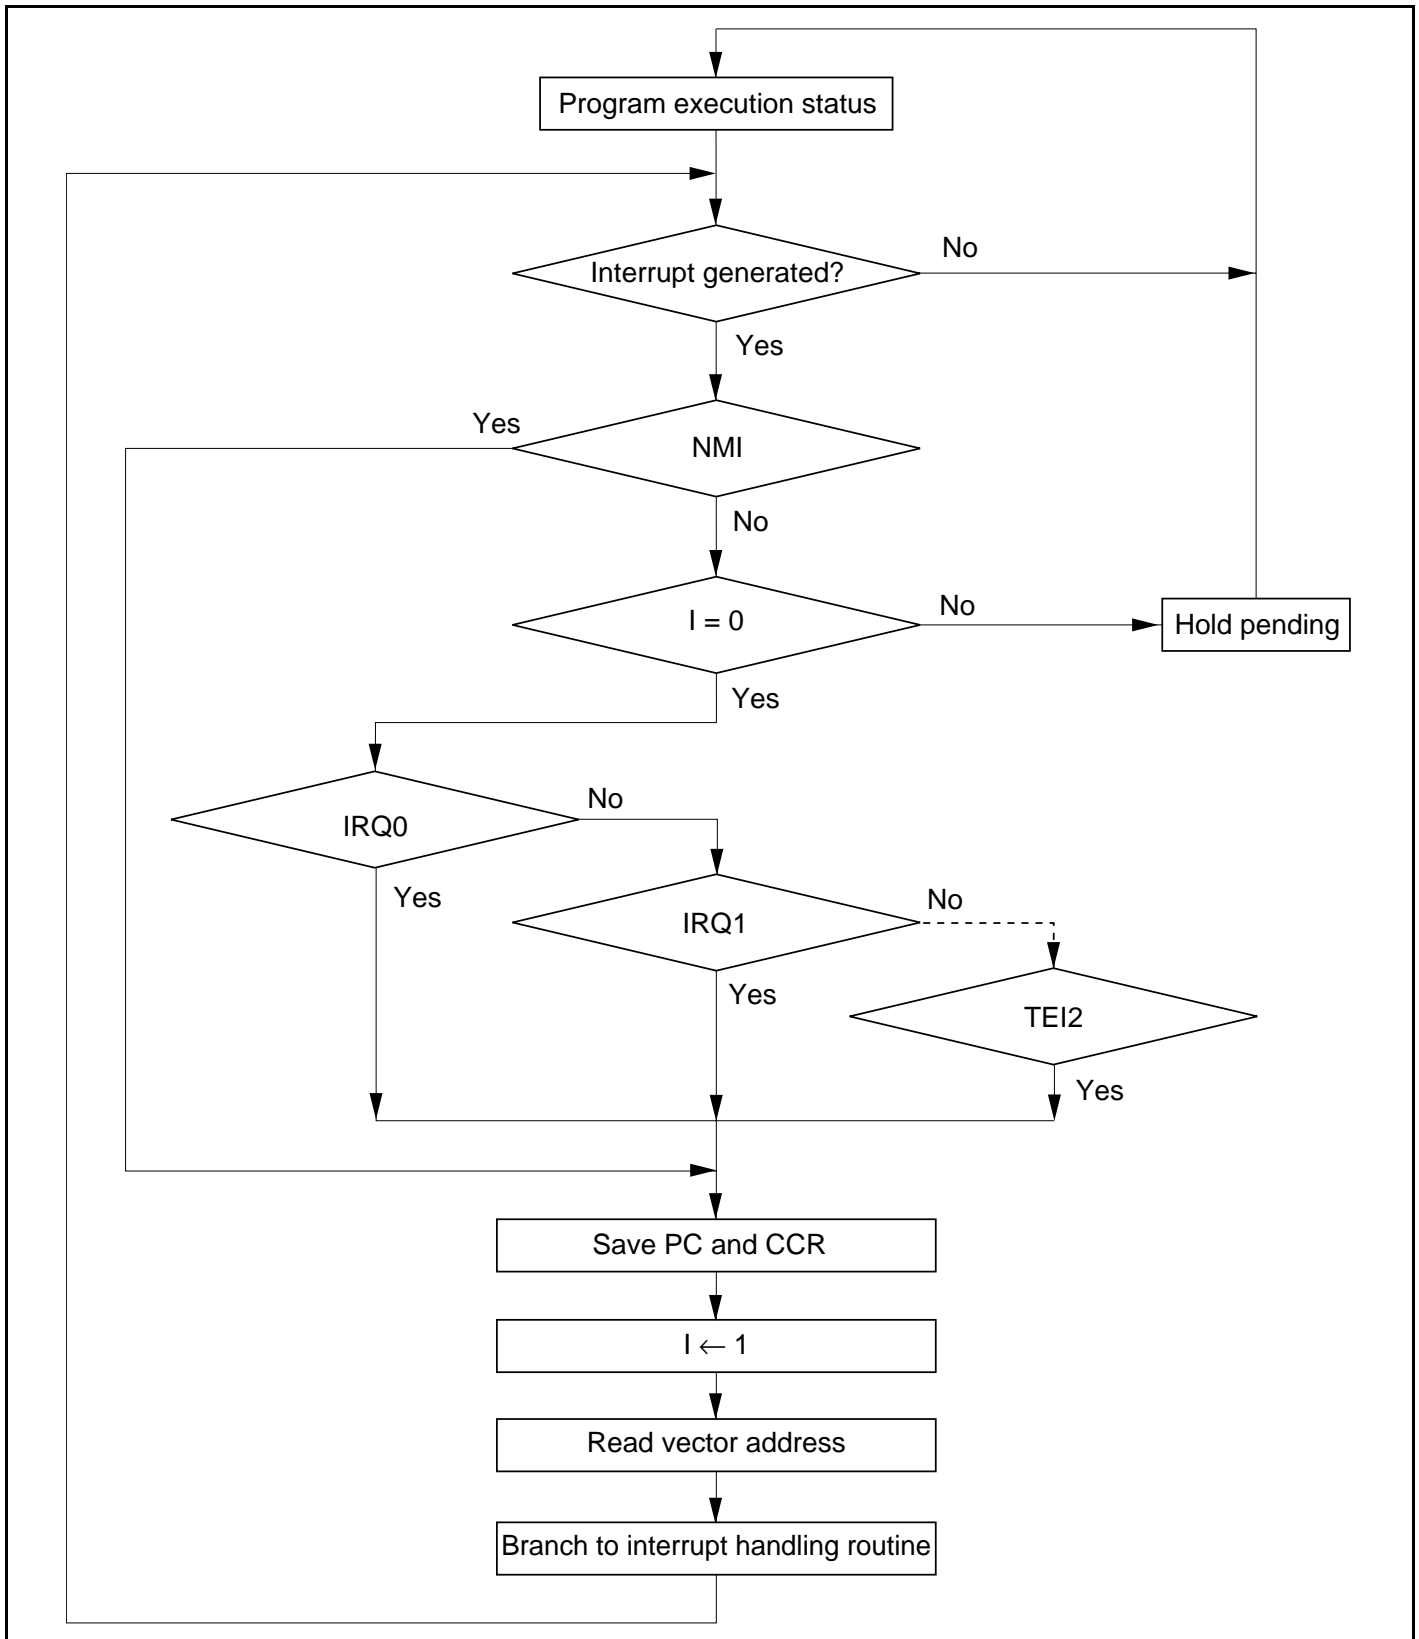 Program execution status
No
Interrupt generated?
Yes
Yes
NMI
No
No
I = 0
Hold pending
Yes
No
IRQ0
Yes
No
IRQ1
Yes
TEI2
Yes
Save PC and CCR
I ← 1
Read vector address
Branch to interrupt handling routine